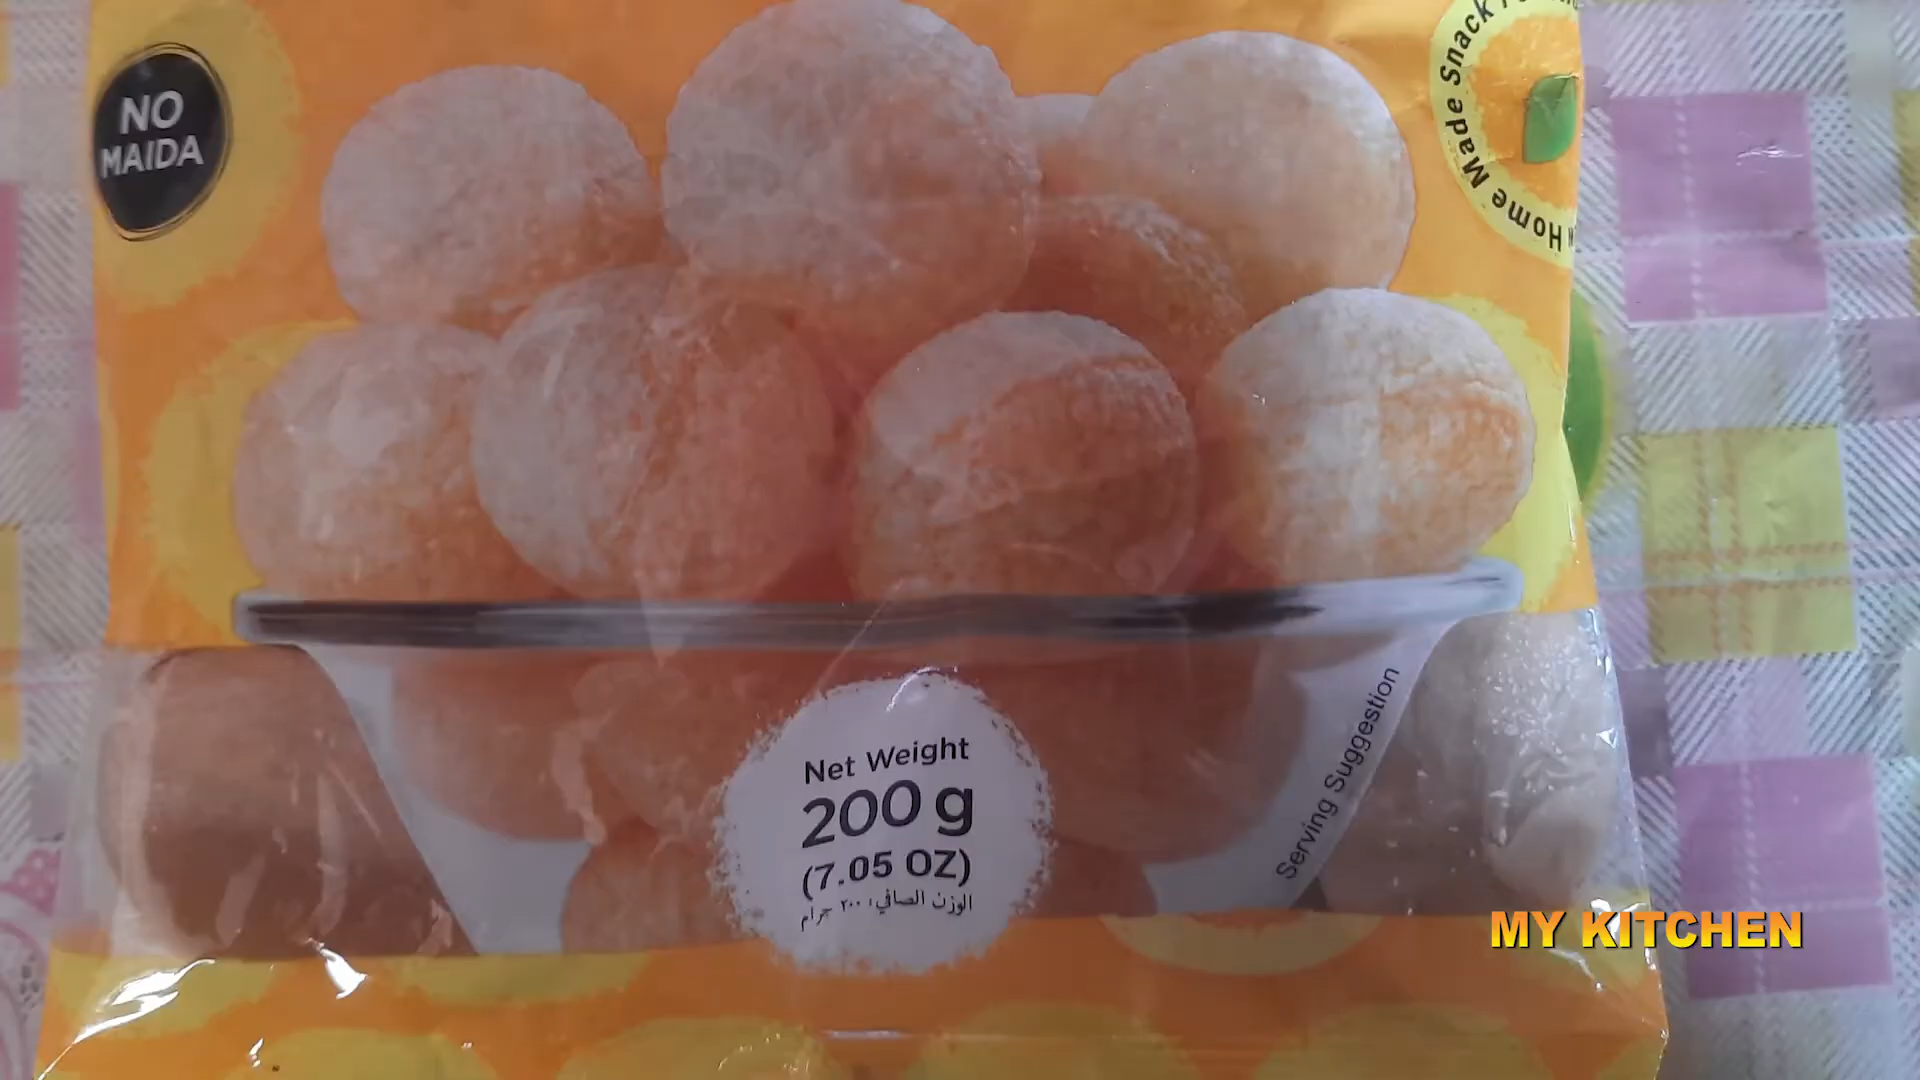 NO
MAIDA
Home Made Snack
Net Weight
200 g
(7.05 OZ)
الوزن الصافي: ٢٠٠ جرام
Serving Suggestion
MY KITCHEN